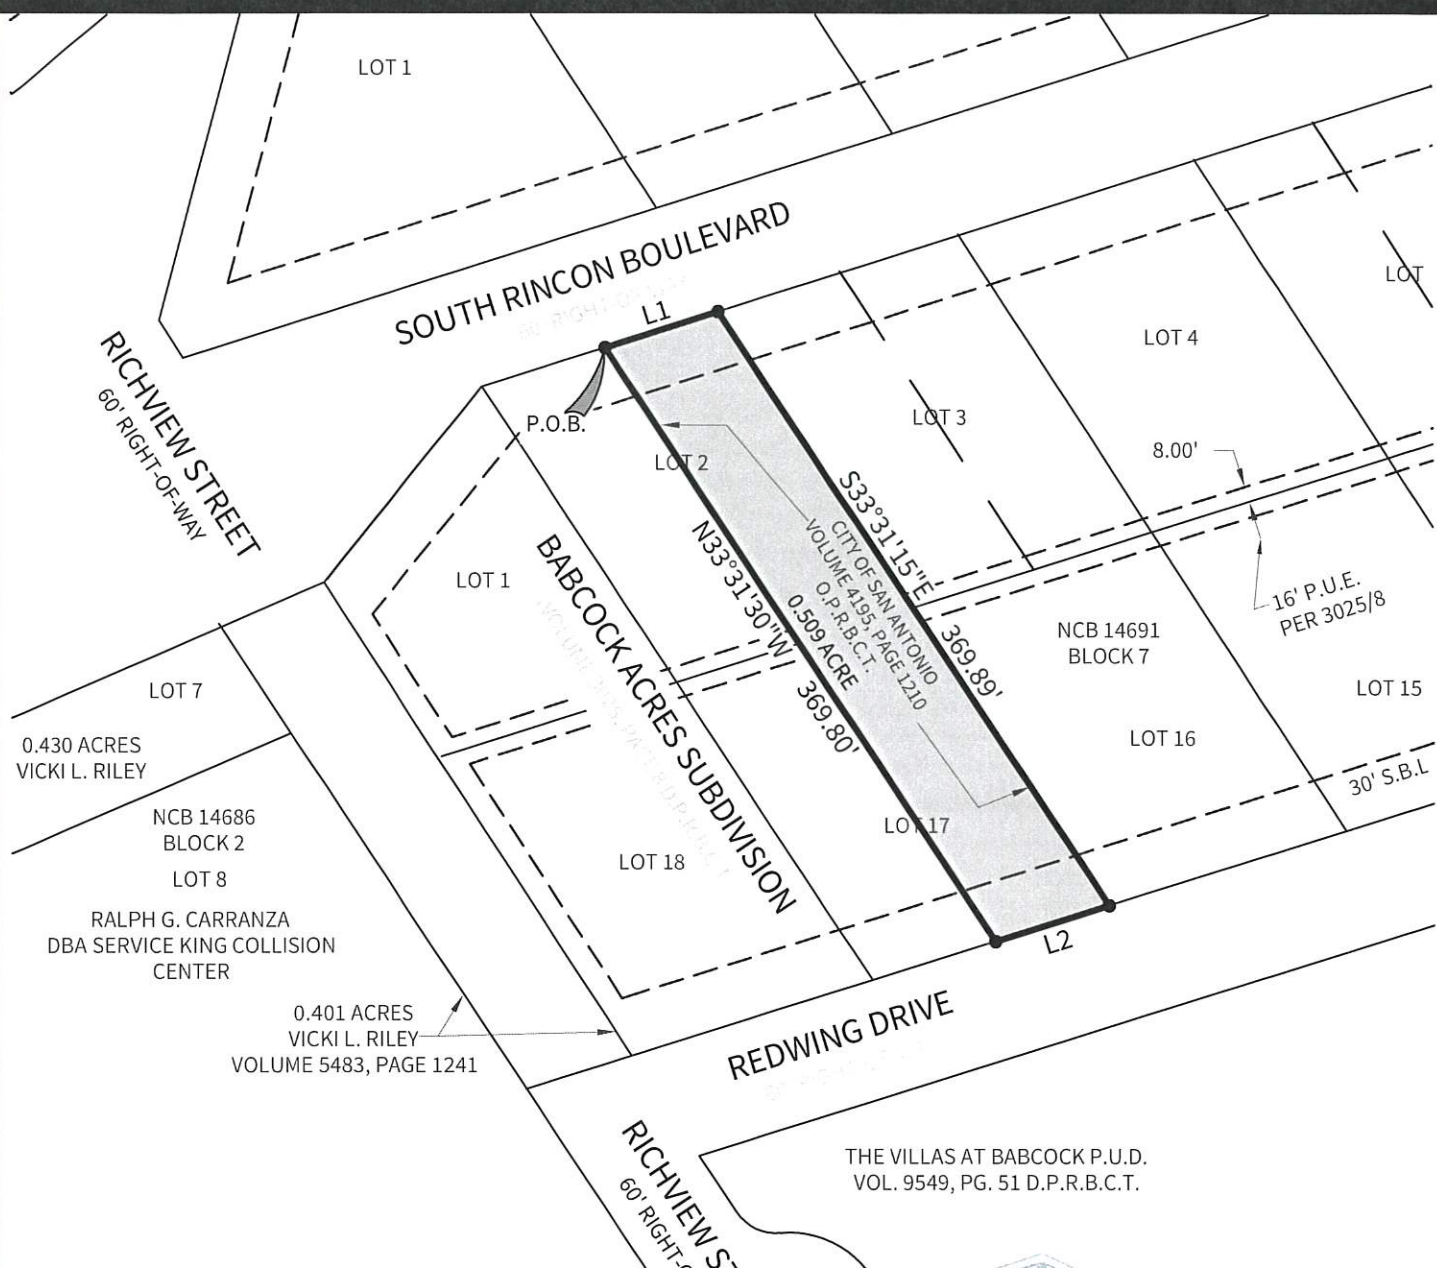 LOT 1
SOUTH RINCON BOULEVARD
RICHVIEW STREET
60' RIGHT-OF-WAY
L1
P.O.B.
LOT 2
LOT 3
LOT 4
LOT
8.00'
16' P.U.E.
PER 3025/8
S33°31'15"E
369.89'
N33°31'30"W
369.80'
CITY OF SAN ANTONIO
VOLUME 4195, PAGE 1210
O.P.R.B.C.T.
0.509 ACRE
LOT 1
BABCOCK ACRES SUBDIVISION
NCB 14691
BLOCK 7
LOT 15
LOT 16
30' S.B.L
LOT 17
LOT 18
LOT 7
0.430 ACRES
VICKI L. RILEY
NCB 14686
BLOCK 2
LOT 8
RALPH G. CARRANZA
DBA SERVICE KING COLLISION
CENTER
0.401 ACRES
VICKI L. RILEY
VOLUME 5483, PAGE 1241
L2
REDWING DRIVE
RICHVIEW ST
60' RIGHT-O
THE VILLAS AT BABCOCK P.U.D.
VOL. 9549, PG. 51 D.P.R.B.C.T.